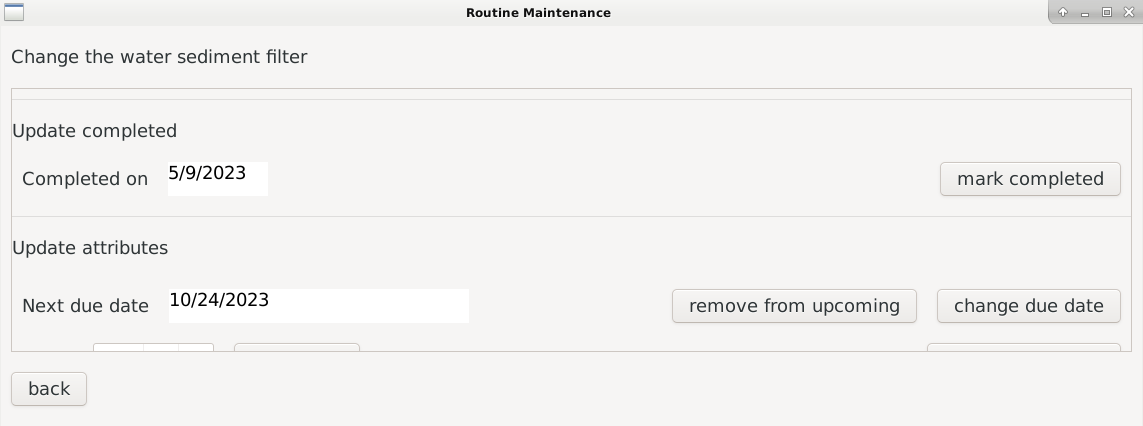 Routine Maintenance
Change the water sediment filter
Update completed
Completed on 5/9/2023 mark completed
Update attributes
Next due date 10/24/2023 remove from upcoming change due date
back